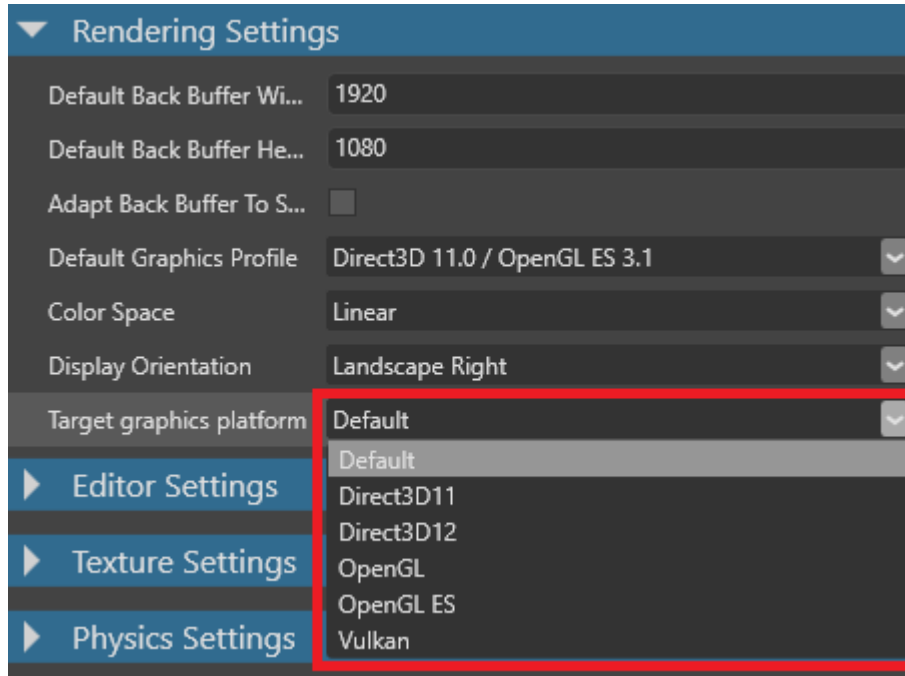 Rendering Settings
Default Back Buffer Wi... 1920
Default Back Buffer He... 1080
Adapt Back Buffer To S...
Default Graphics Profile Direct3D 11.0 / OpenGL ES 3.1
Color Space Linear
Display Orientation Landscape Right
Target graphics platform Default
Default
Editor Settings
Direct3D11
Direct3D12
Texture Settings
OpenGL
OpenGL ES
Physics Settings
Vulkan